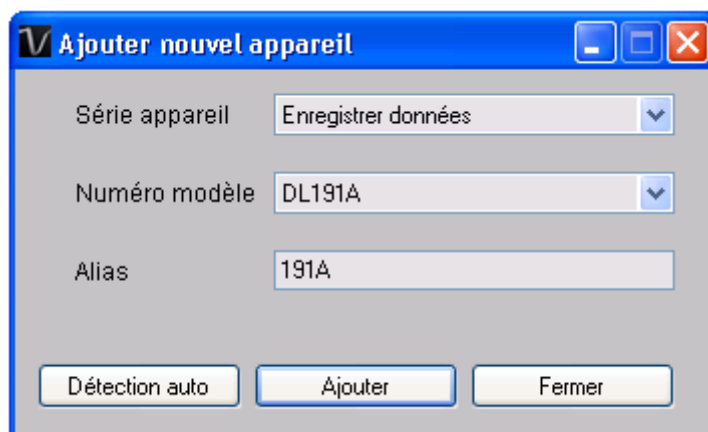 Ajouter nouvel appareil
Série appareil Enregistrer données
Numéro modèle DL191A
Alias 191A
Détection auto Ajouter Fermer